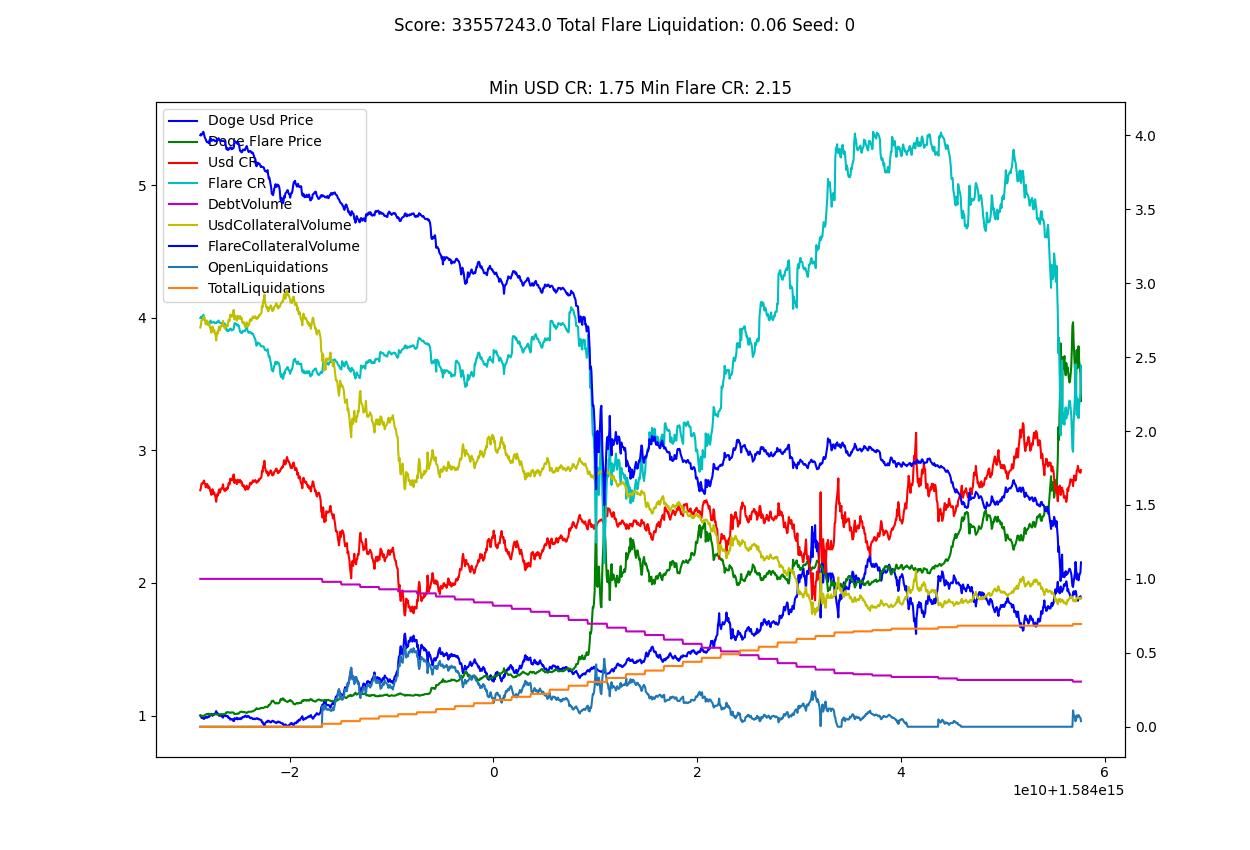 Score: 33557243.0 Total Flare Liquidation: 0.06 Seed: 0
Min USD CR: 1.75 Min Flare CR: 2.15
Doge Usd Price
Doge Flare Price
Usd CR
Flare CR
DebtVolume
UsdCollateralVolume
FlareCollateralVolume
OpenLiquidations
TotalLiquidations
5
4
3
2
1
4.0
3.5
3.0
2.5
2.0
1.5
1.0
0.5
0.0
−2 0 2 4 6
1e10+1.584e15